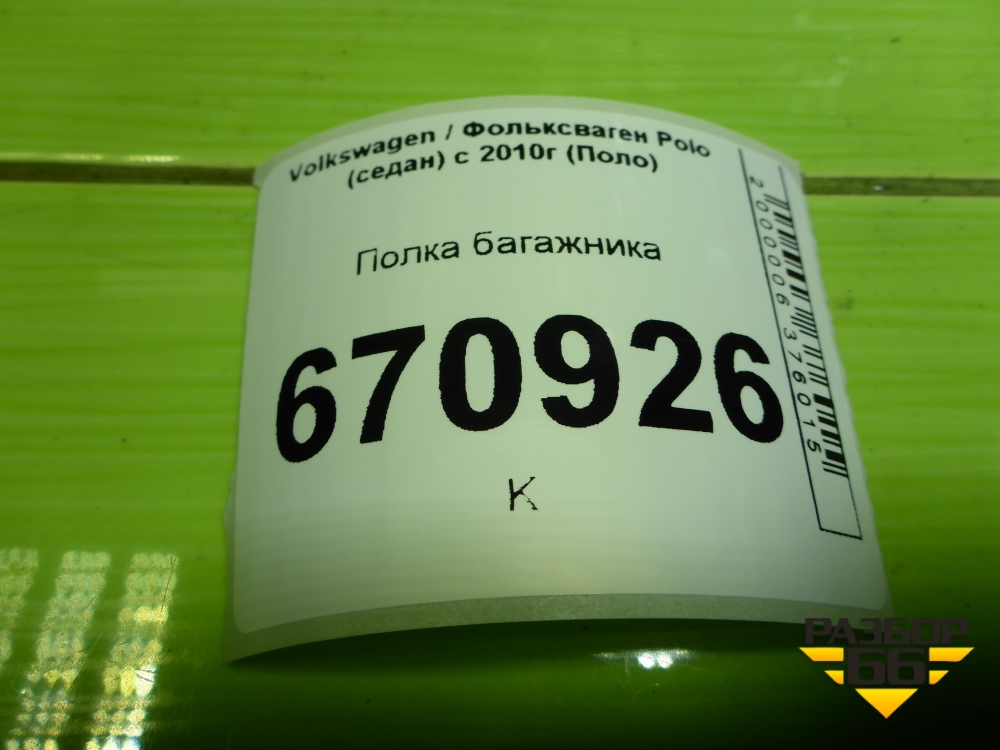 Volkswagen / Фольксваген Polo
(седан) с 2010г (Поло)
Полка багажника
670926
К
2000006376015
РАЗБОР
66